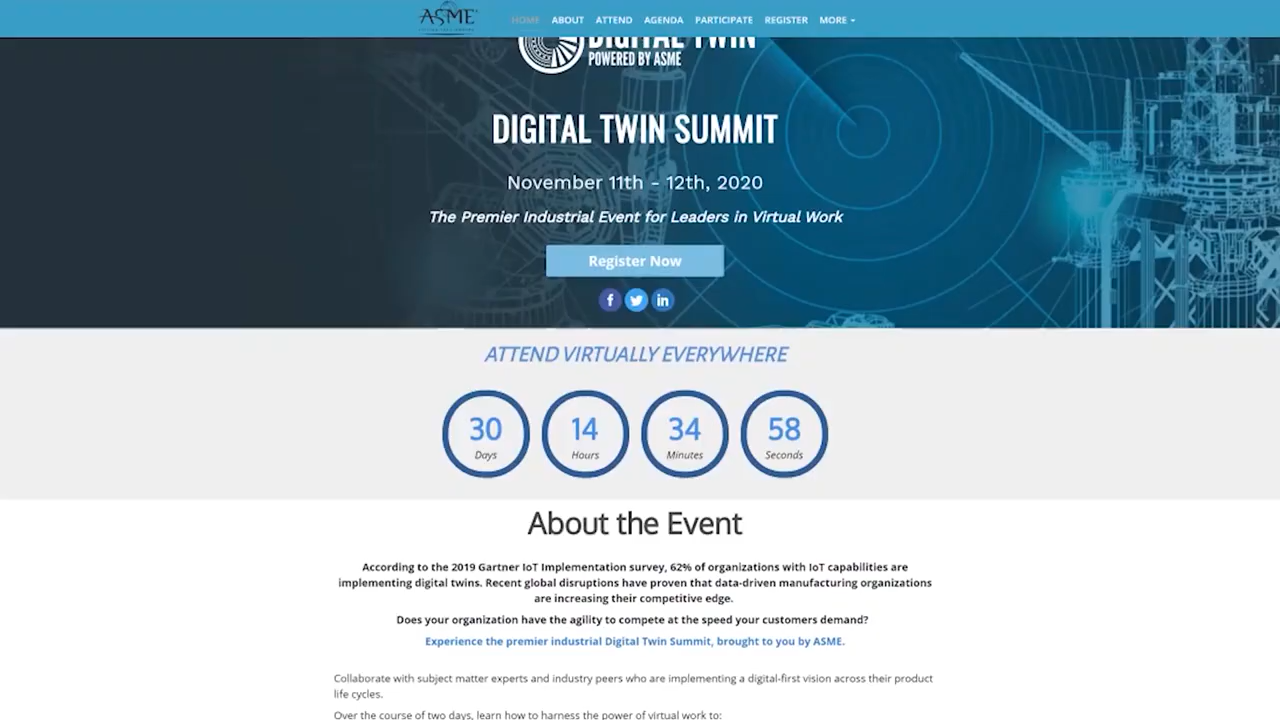 ASME
HOME ABOUT ATTEND AGENDA PARTICIPATE REGISTER MORE
DIGITAL TWIN
POWERED BY ASME
DIGITAL TWIN SUMMIT
November 11th - 12th, 2020
The Premier Industrial Event for Leaders in Virtual Work
Register Now
ATTEND VIRTUALLY EVERYWHERE
30 14 34 58
Days Hours Minutes Seconds
About the Event
According to the 2019 Gartner IoT Implementation survey, 62% of organizations with IoT capabilities are
implementing digital twins. Recent global disruptions have proven that data-driven manufacturing organizations
are increasing their competitive edge.
Does your organization have the agility to compete at the speed your customers demand?
Experience the premier industrial Digital Twin Summit, brought to you by ASME.
Collaborate with subject matter experts and industry peers who are implementing a digital-first vision across their product
life cycles.
Over the course of two days, learn how to harness the power of virtual work to: